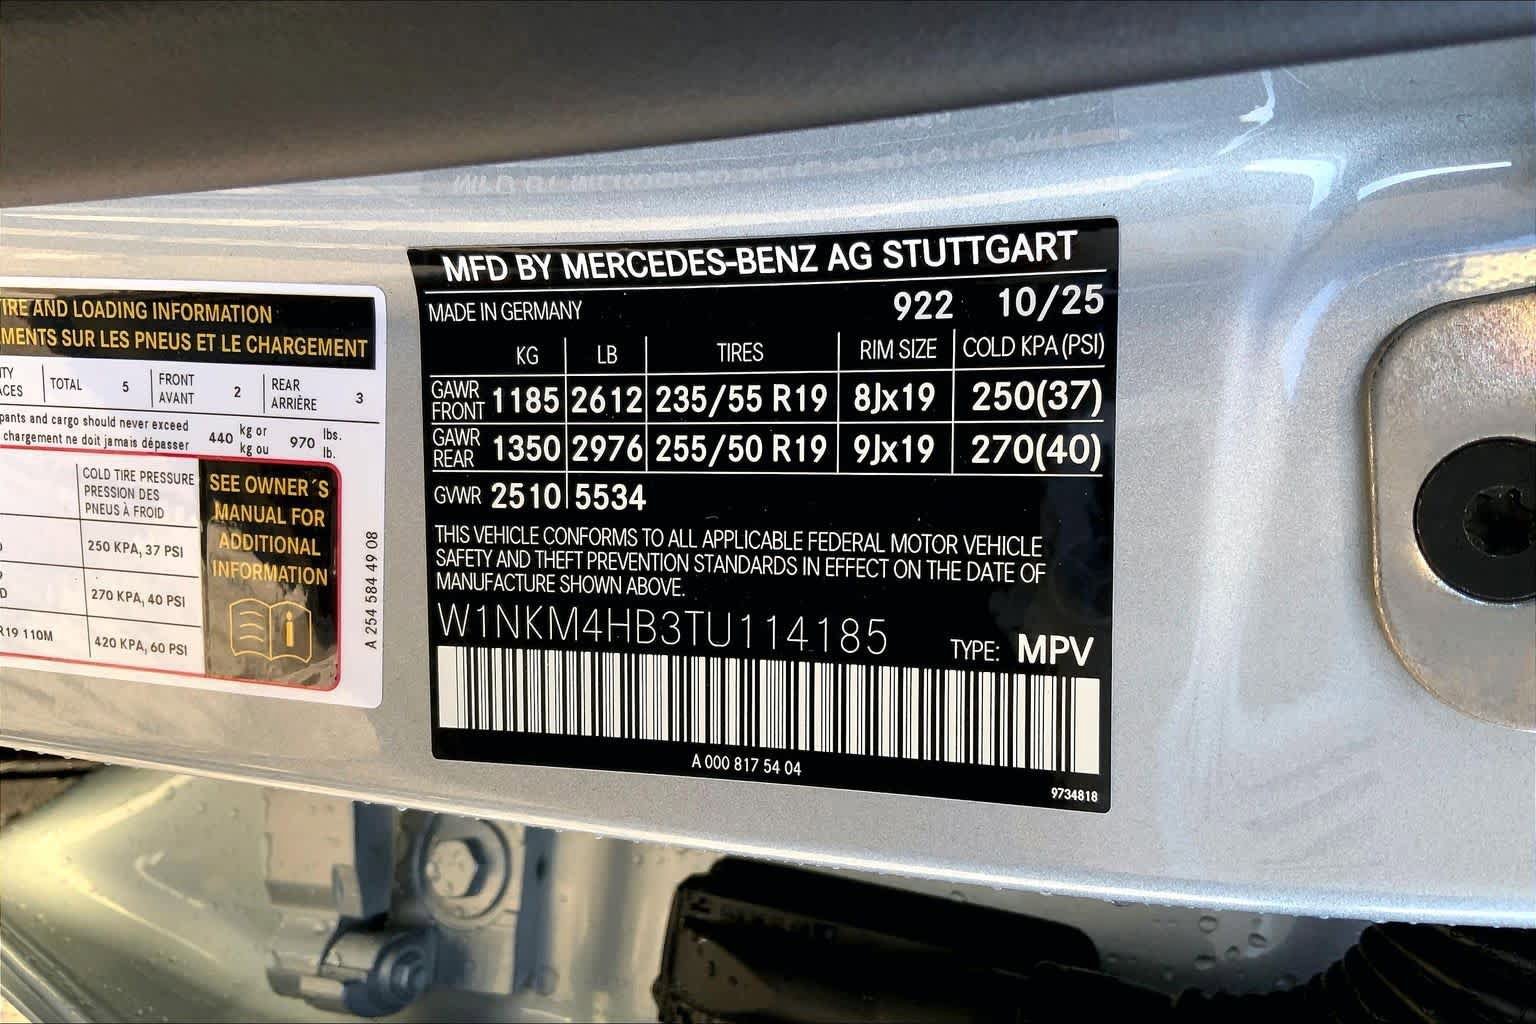 TIRE AND LOADING INFORMATION
SUR LES PNEUS ET LE CHARGEMENT
TOTAL 5 FRONT AVANT 2 REAR ARRIÈRE 3
and cargo should never exceed
chargement ne doit jamais dépasser
440 kg or kg ou 970 lbs. lb.
COLD TIRE PRESSURE
PRESSION DES
PNEUS À FROID
250 KPA, 37 PSI
270 KPA, 40 PSI
R19 110M 420 KPA, 60 PSI
SEE OWNER´S
MANUAL FOR
ADDITIONAL
INFORMATION
A 254 584 49 08
MFD BY MERCEDES-BENZ AG STUTTGART
MADE IN GERMANY 922 10/25
KG LB TIRES RIM SIZE COLD KPA (PSI)
GAWR FRONT 1185 2612 235/55 R19 8Jx19 250(37)
GAWR REAR 1350 2976 255/50 R19 9Jx19 270(40)
GVWR 2510 5534
THIS VEHICLE CONFORMS TO ALL APPLICABLE FEDERAL MOTOR VEHICLE
SAFETY AND THEFT PREVENTION STANDARDS IN EFFECT ON THE DATE OF
MANUFACTURE SHOWN ABOVE.
W1NKM4HB3TU114185 TYPE: MPV
A 000 817 54 04
9734818